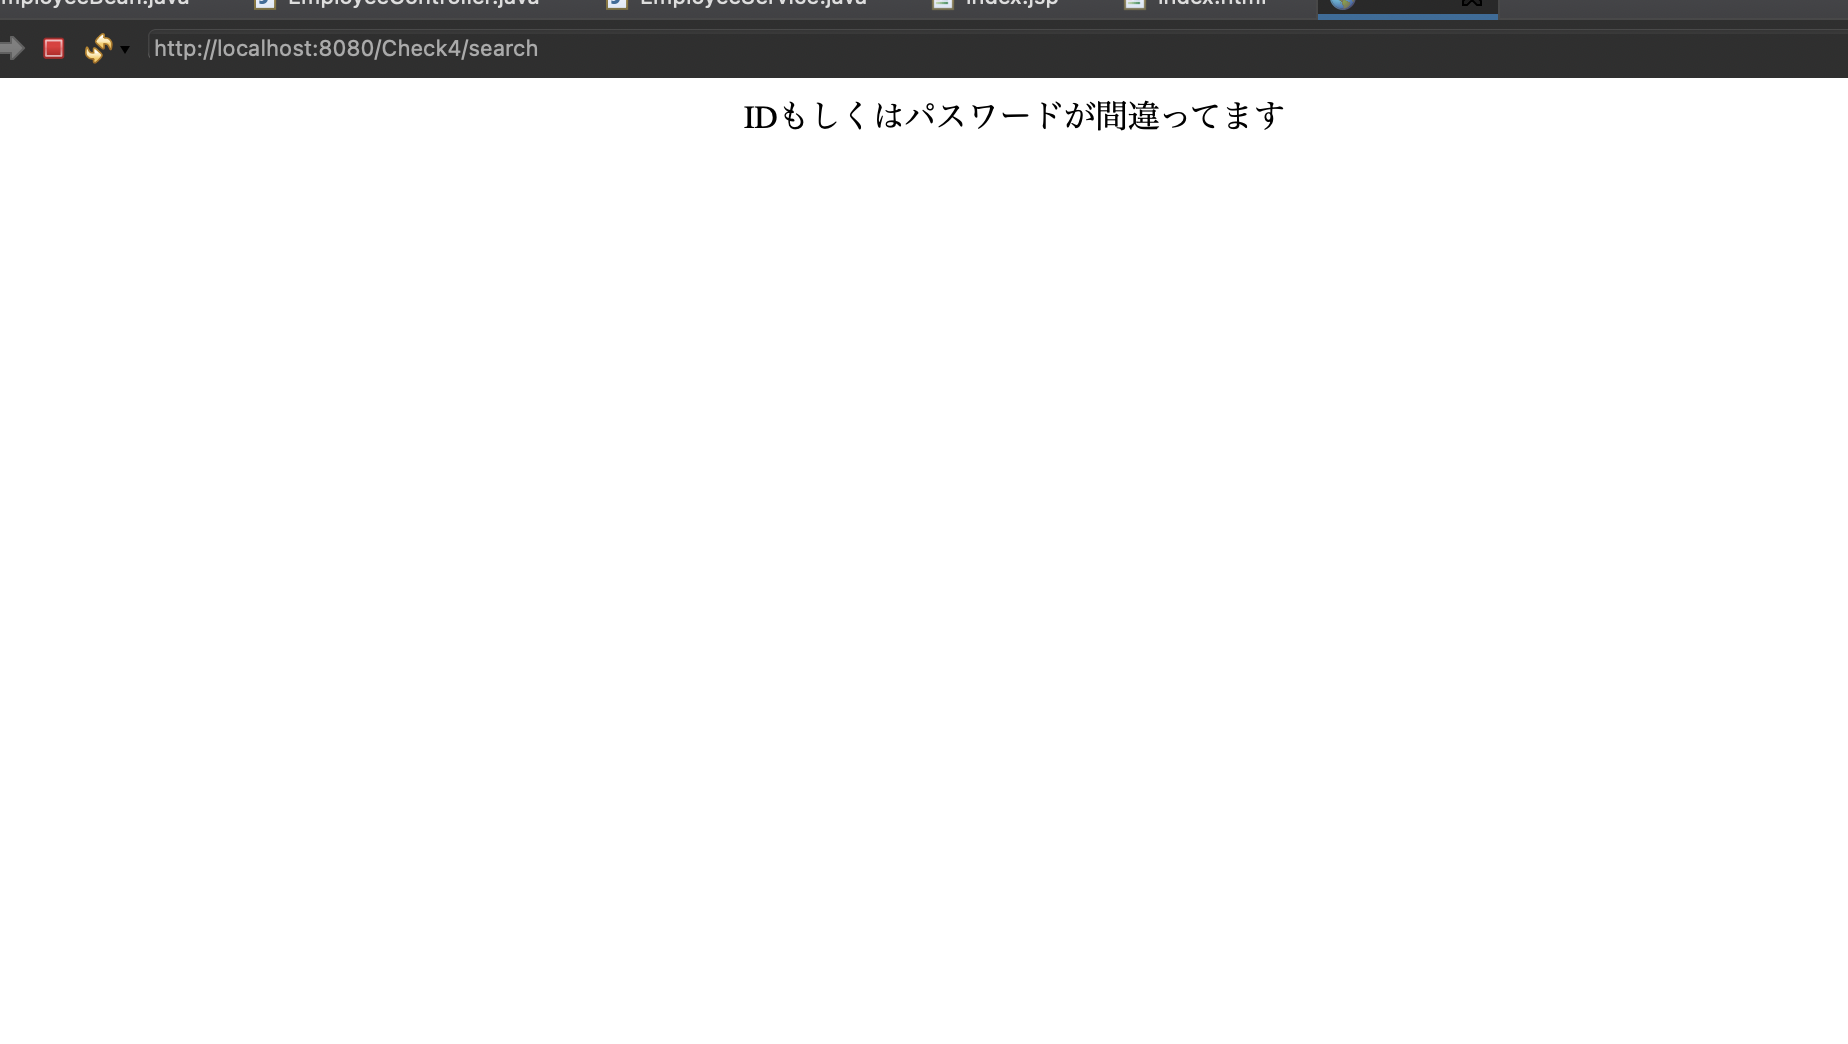 EmployeeBean.java EmployeeController.java EmployeeService.java index.jsp index.html
http://localhost:8080/Check4/search
IDもしくはパスワードが間違ってます